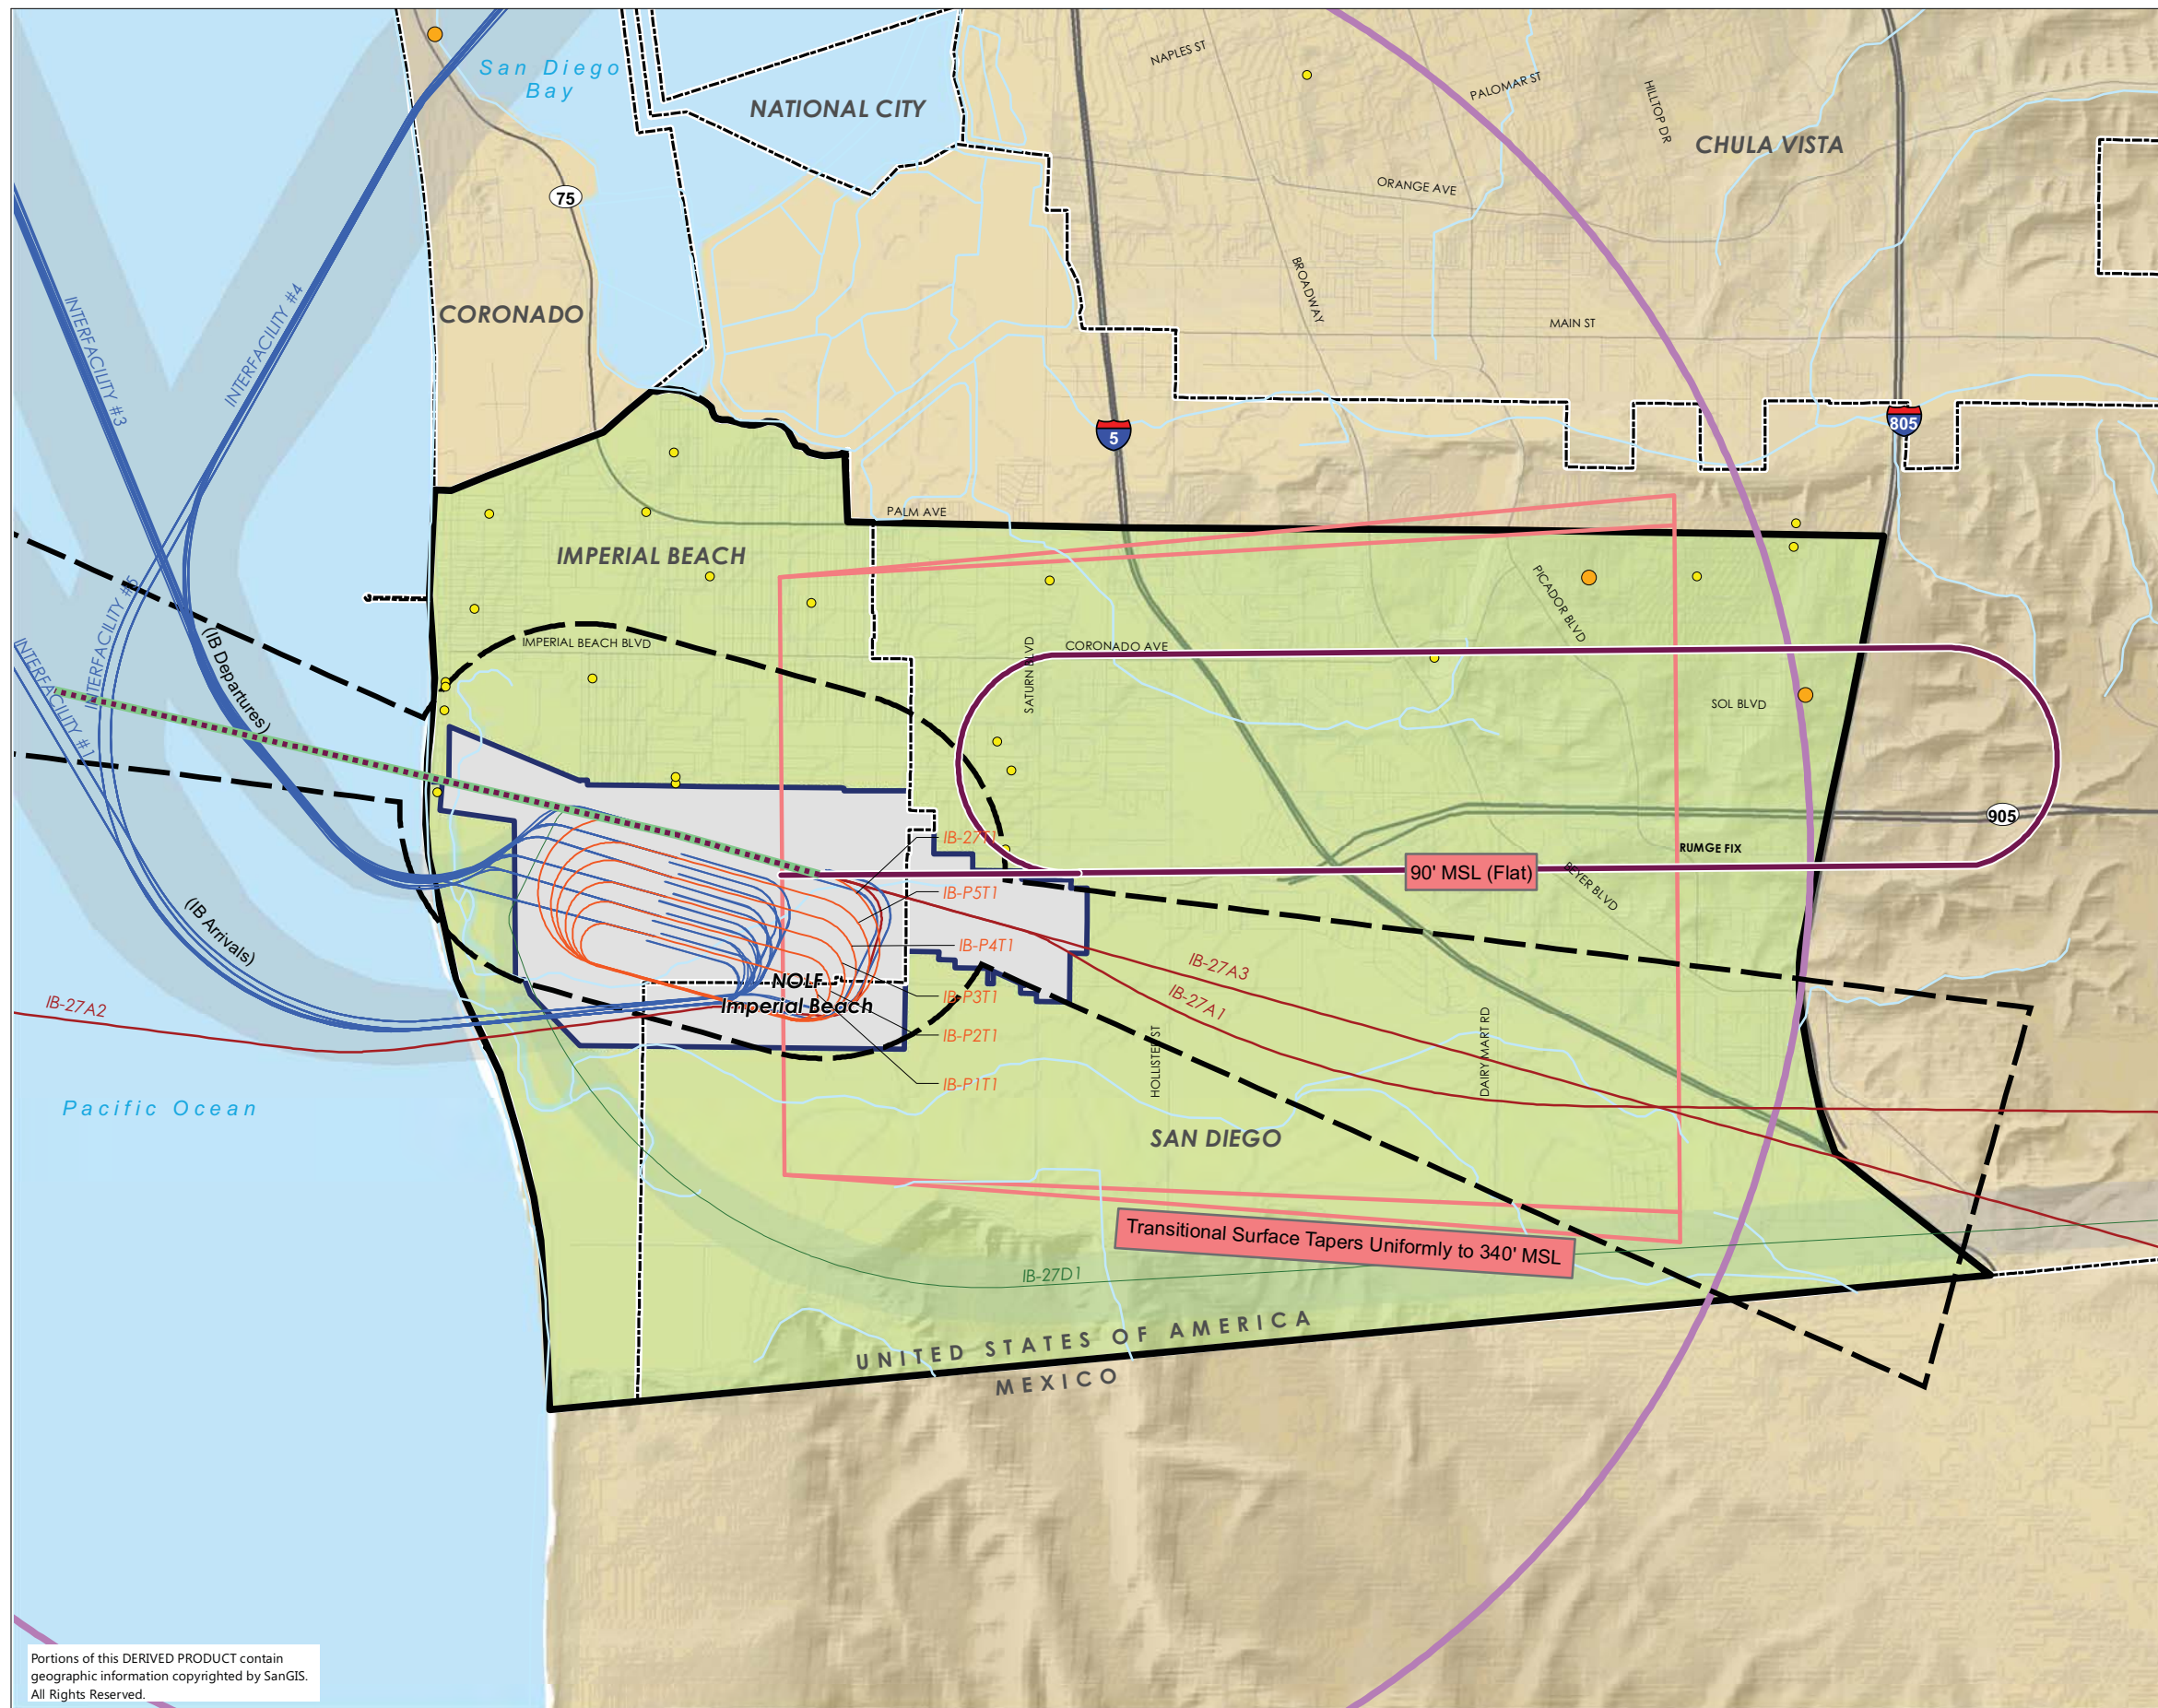 San Diego
Bay
NATIONAL CITY
NAPLES ST
PALOMAR ST
HILLTOP DR
CHULA VISTA
75
ORANGE AVE
CORONADO
BROADWAY
MAIN ST
INTERFACILITY #3
INTERFACILITY #4
5
805
PALM AVE
IMPERIAL BEACH
INTERFACILITY #5
INTERFACILITY #1
(IB Departures)
IMPERIAL BEACH BLVD
SATURN BLVD
CORONADO AVE
PICADOR BLVD
SOL BLVD
905
RUMGE FIX
90' MSL (Flat)
BEYER BLVD
IB-27T1
IB-P5T1
IB-P4T1
IB-P3T1
IB-P2T1
IB-P1T1
(IB Arrivals)
NOLF
Imperial Beach
IB-27A3
IB-27A1
IB-27A2
HOLLISTER ST
DAIRY MART RD
Pacific Ocean
SAN DIEGO
Transitional Surface Tapers Uniformly to 340' MSL
IB-27D1
UNITED STATES OF AMERICA
MEXICO
Portions of this DERIVED PRODUCT contain
geographic information copyrighted by SanGIS.
All Rights Reserved.